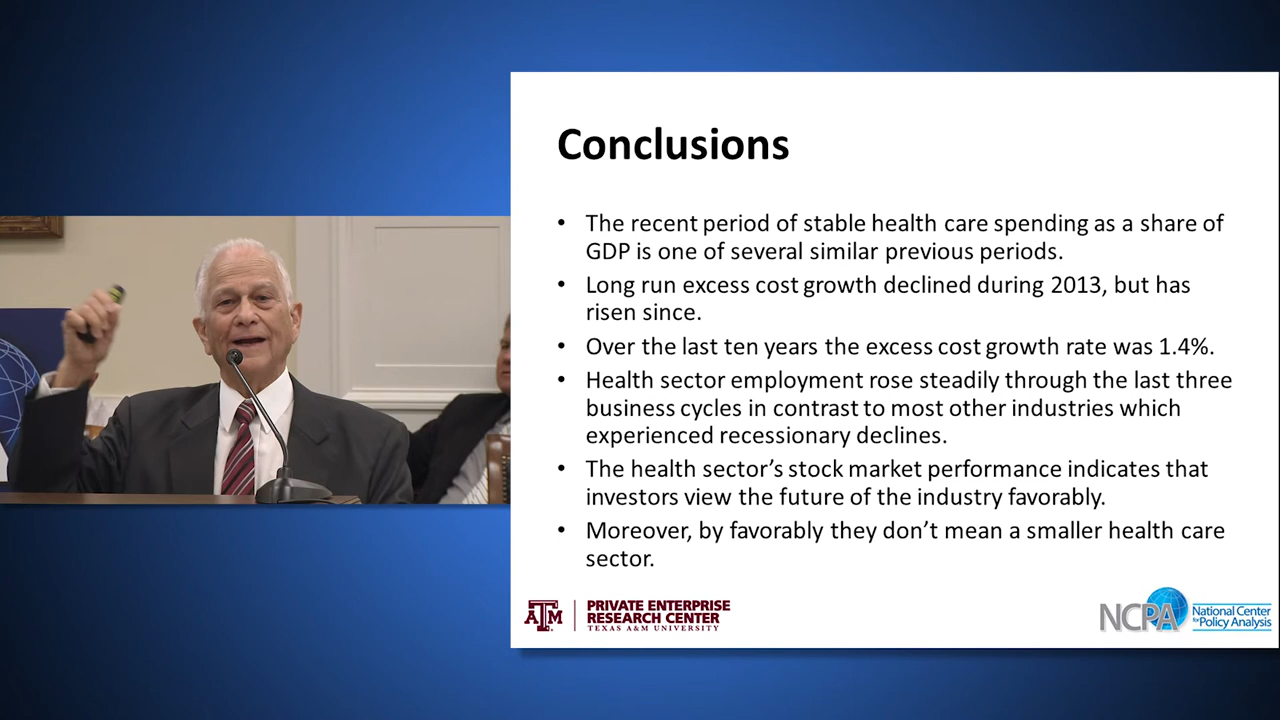 Conclusions
• The recent period of stable health care spending as a share of
GDP is one of several similar previous periods.
• Long run excess cost growth declined during 2013, but has
risen since.
• Over the last ten years the excess cost growth rate was 1.4%.
• Health sector employment rose steadily through the last three
business cycles in contrast to most other industries which
experienced recessionary declines.
• The health sector’s stock market performance indicates that
investors view the future of the industry favorably.
• Moreover, by favorably they don’t mean a smaller health care
sector.
ATM
PRIVATE ENTERPRISE
RESEARCH CENTER
TEXAS A&M UNIVERSITY
NCPA
National Center
for Policy Analysis